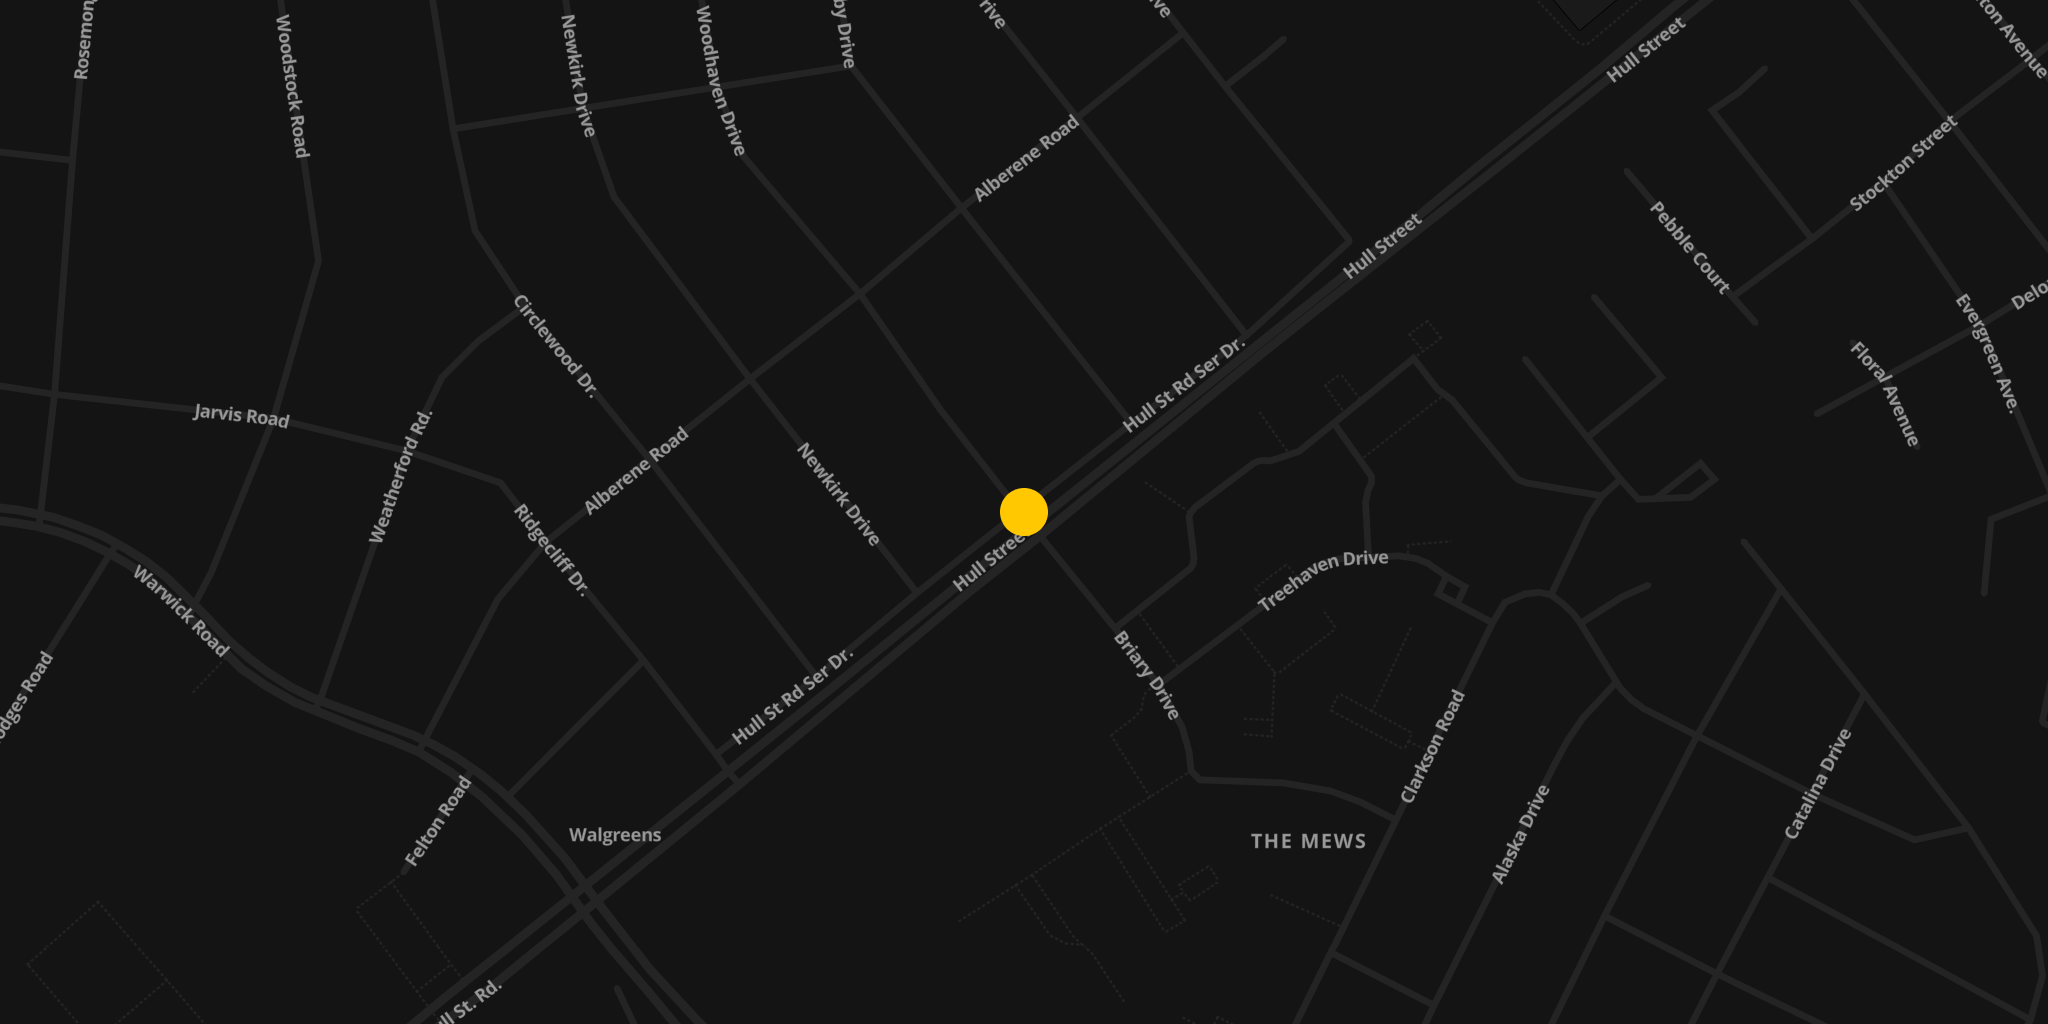 Rosemon
Woodstock Road
Newkirk Drive
Woodhaven Drive
by Drive
rive
ve
Hull Street
ton Avenue
Alberene Road
Stockton Street
Hull Street
Pebble Court
Delo
Circlewood Dr.
Evergreen Ave.
Hull St Rd Ser Dr.
Floral Avenue
Jarvis Road
Weatherford Rd.
Alberene Road
Newkirk Drive
Ridgecliff Dr.
Hull Stree
Treehaven Drive
Warwick Road
Briary Drive
Hull St Rd Ser Dr.
odges Road
Clarkson Road
Catalina Drive
Felton Road
Walgreens
THE MEWS
Alaska Drive
ull St. Rd.